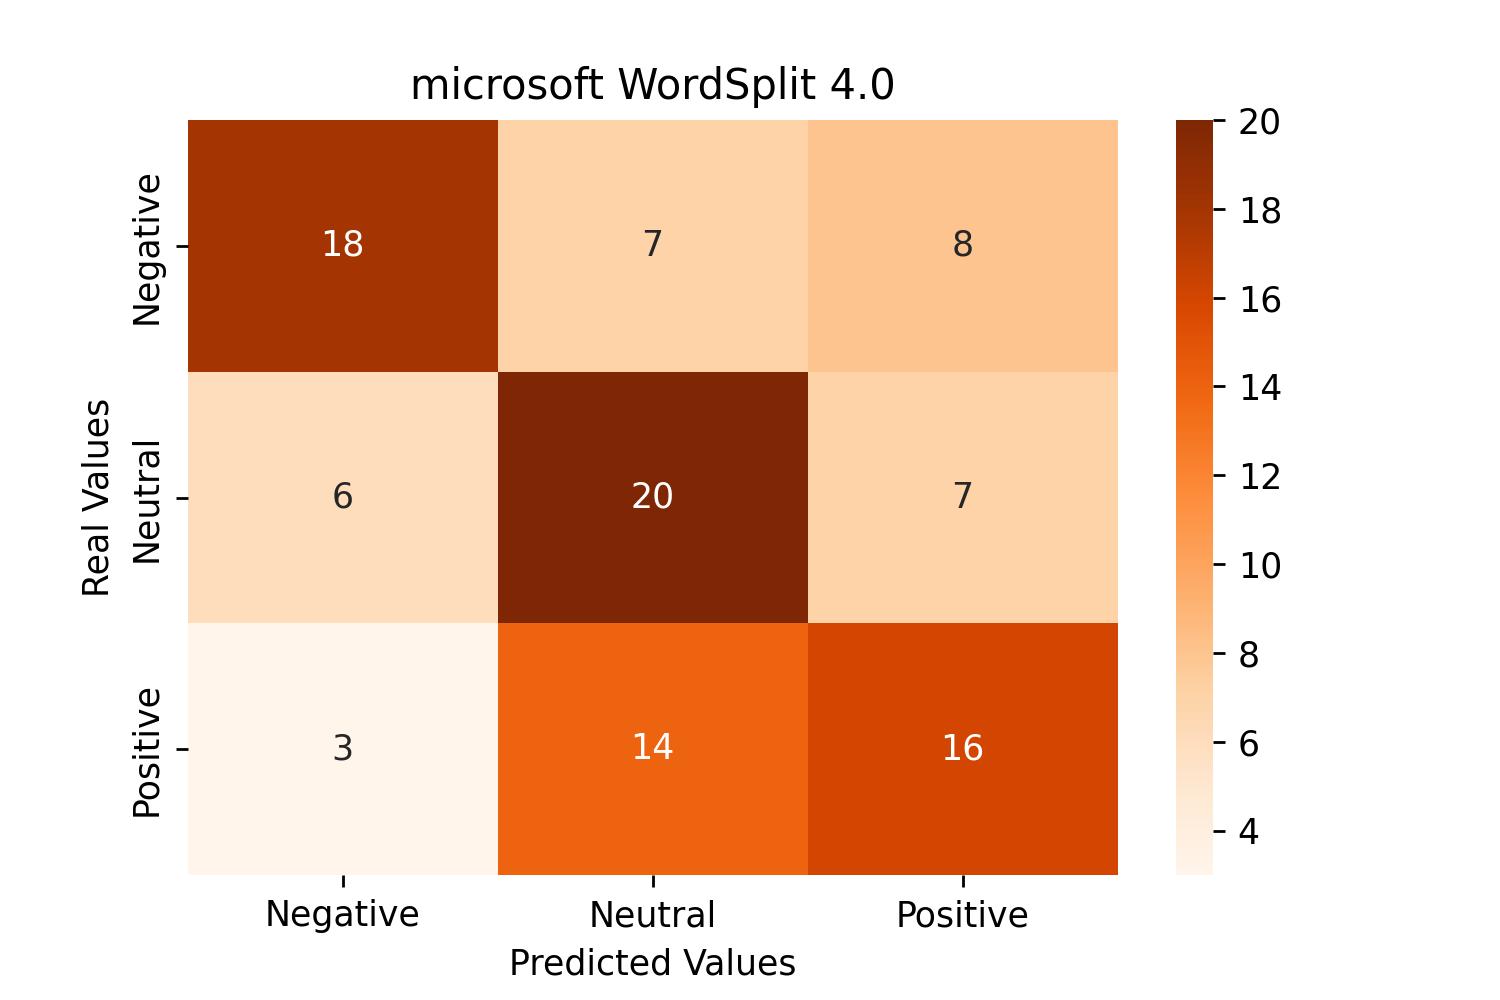 microsoft WordSplit 4.0
Real Values
Negative
18 7 8
Neutral
6 20 7
Positive
3 14 16
Negative Neutral Positive
Predicted Values
20
18
16
14
12
10
8
6
4